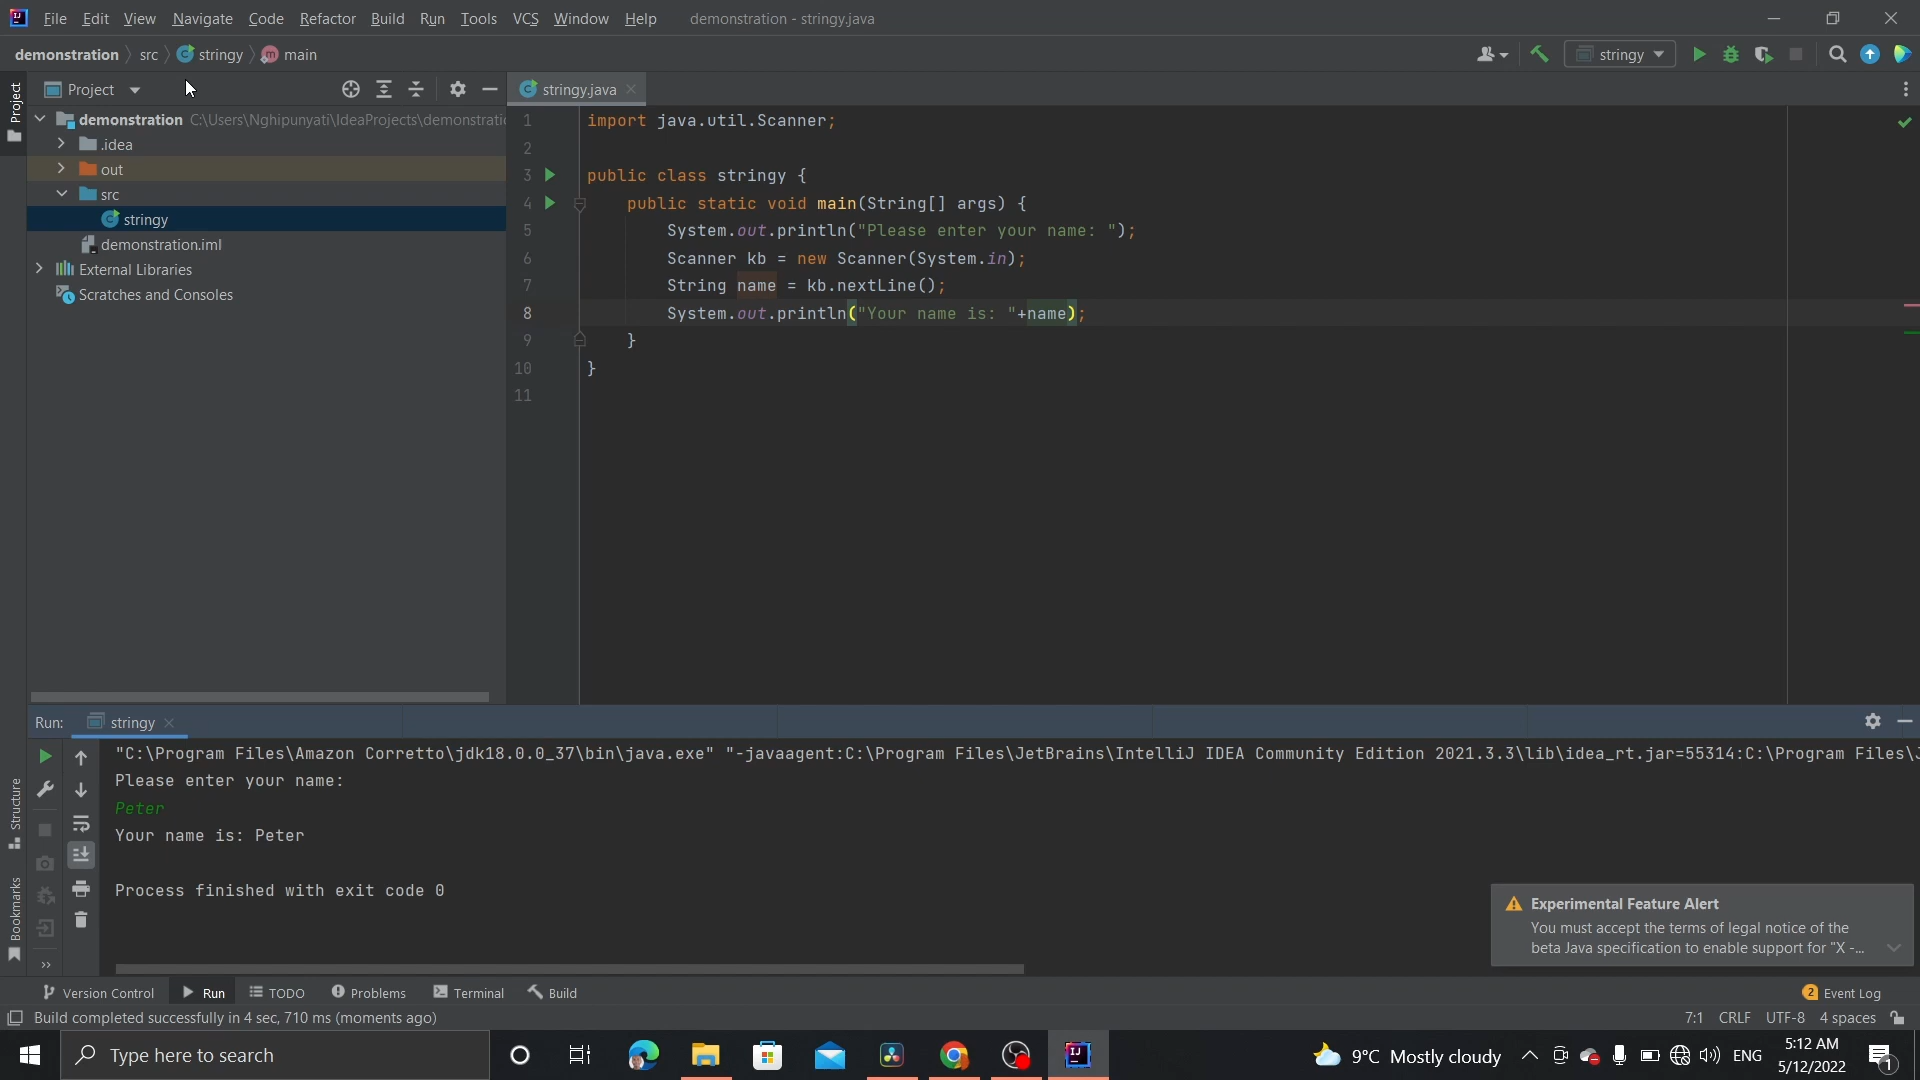 File Edit View Navigate Code Refactor Build Run Tools VCS Window Help demonstration - stringy.java
demonstration src stringy main
stringy
Project
Project
stringy.java
demonstration C:\Users\Nghipunyati\IdeaProjects\demonstratio
.idea
out
src
stringy
demonstration.iml
External Libraries
Scratches and Consoles
1 import java.util.Scanner;
2
3 public class stringy {
4 public static void main(String[] args) {
5 System.out.println("Please enter your name: ");
6 Scanner kb = new Scanner(System.in);
7 String name = kb.nextLine();
8 System.out.println("Your name is: "+name);
9 }
10 }
11
Run: stringy
"C:\Program Files\Amazon Corretto\jdk18.0.0_37\bin\java.exe" "-javaagent:C:\Program Files\JetBrains\IntelliJ IDEA Community Edition 2021.3.3\lib\idea_rt.jar=55314:C:\Program Files\J
Please enter your name:
Peter
Your name is: Peter
Process finished with exit code 0
Structure
Bookmarks
Experimental Feature Alert
You must accept the terms of legal notice of the
beta Java specification to enable support for "X -...
Version Control Run TODO Problems Terminal Build
2 Event Log
Build completed successfully in 4 sec, 710 ms (moments ago)
7:1 CRLF UTF-8 4 spaces
Type here to search
9°C Mostly cloudy
ENG
5:12 AM
5/12/2022
1